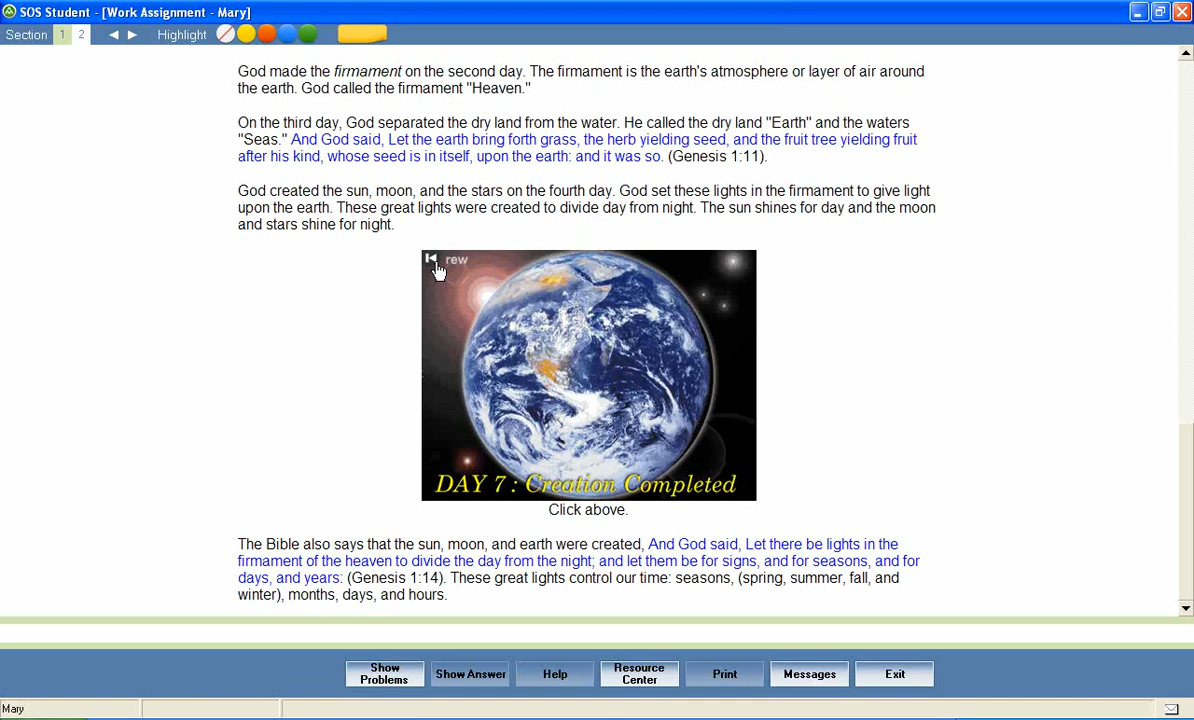 SOS Student - [Work Assignment - Mary]
Section 1 2 Highlight
God made the firmament on the second day. The firmament is the earth's atmosphere or layer of air around
the earth. God called the firmament "Heaven."
On the third day, God separated the dry land from the water. He called the dry land "Earth" and the waters
"Seas." And God said, Let the earth bring forth grass, the herb yielding seed, and the fruit tree yielding fruit
after his kind, whose seed is in itself, upon the earth: and it was so. (Genesis 1:11).
God created the sun, moon, and the stars on the fourth day. God set these lights in the firmament to give light
upon the earth. These great lights were created to divide day from night. The sun shines for day and the moon
and stars shine for night.
rew
DAY 7 : Creation Completed
Click above.
The Bible also says that the sun, moon, and earth were created, And God said, Let there be lights in the
firmament of the heaven to divide the day from the night; and let them be for signs, and for seasons, and for
days, and years: (Genesis 1:14). These great lights control our time: seasons, (spring, summer, fall, and
winter), months, days, and hours.
Show Problems Show Answer Help Resource Center Print Messages Exit
Mary